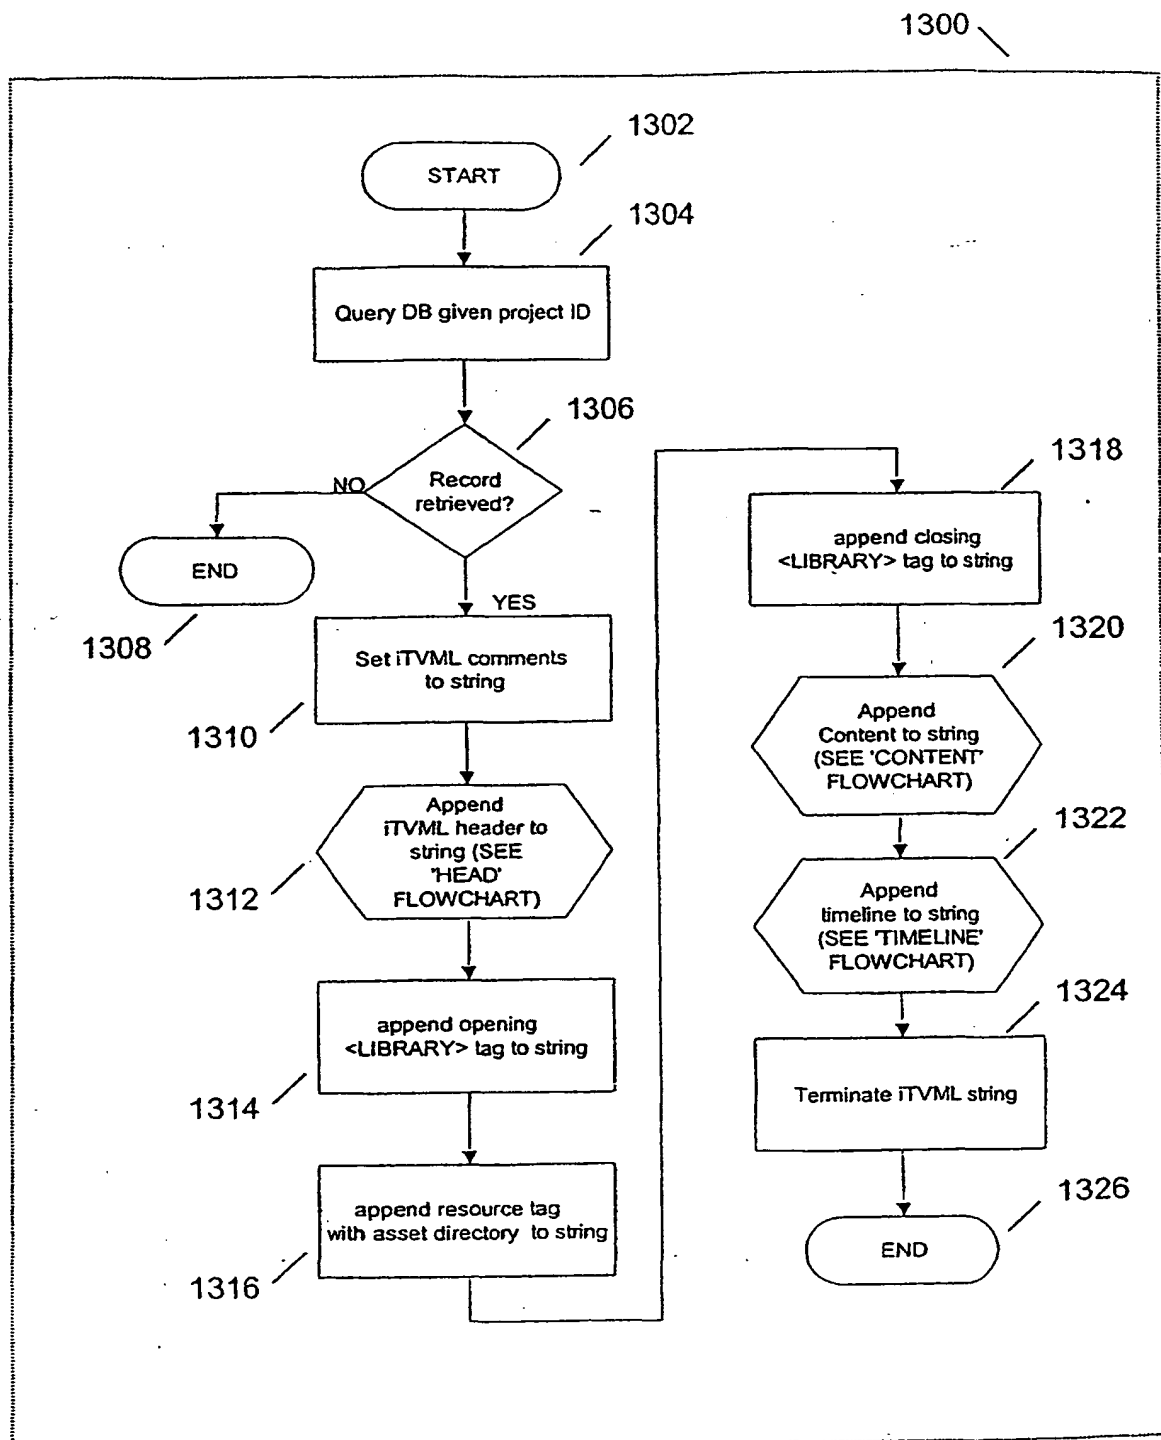 1300
1302
START
1304
Query DB given project ID
1306
Record
retrieved?
NO
END
1308
YES
Set iTVML comments
to string
1310
Append
iTVML header to
string (SEE
'HEAD'
FLOWCHART)
1312
append opening
<LIBRARY> tag to string
1314
append resource tag
with asset directory to string
1316
1318
append closing
<LIBRARY> tag to string
1320
Append
Content to string
(SEE 'CONTENT'
FLOWCHART)
1322
Append
timeline to string
(SEE 'TIMELINE'
FLOWCHART)
1324
Terminate iTVML string
1326
END